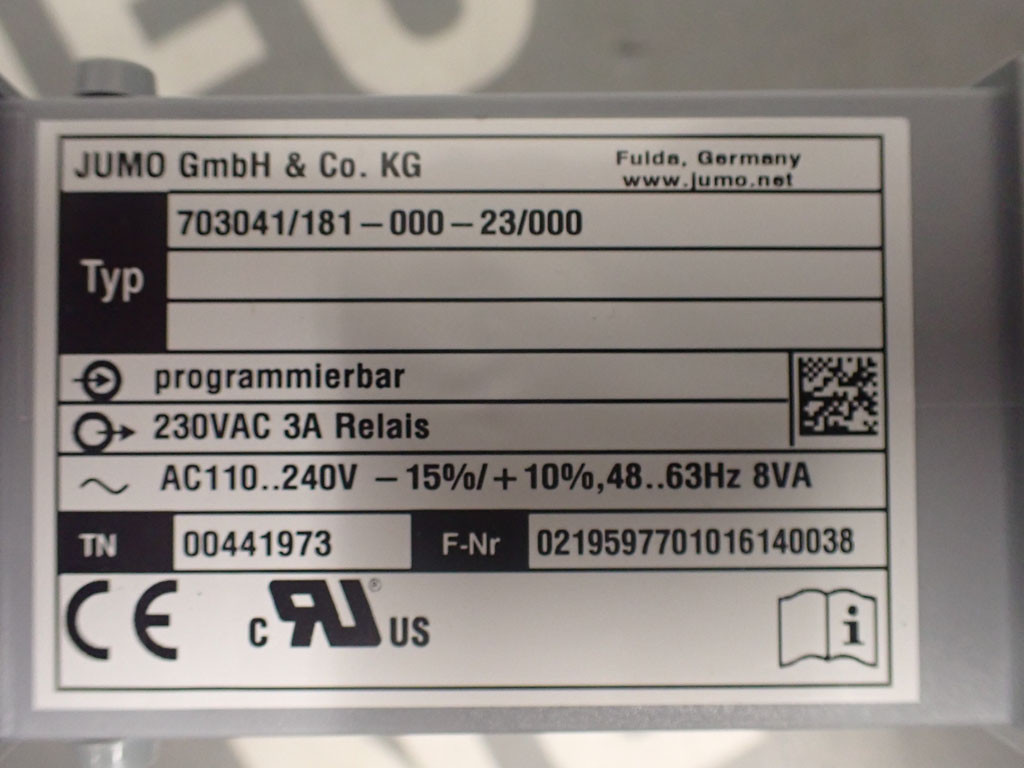 JUMO GmbH & Co. KG
Fulda, Germany
www.jumo.net
Typ
703041/181-000-23/000
programmierbar
230VAC 3A Relais
AC110..240V -15%/+10%,48..63Hz 8VA
TN 00441973 F-Nr 0219597701016140038
CE c RU® US i